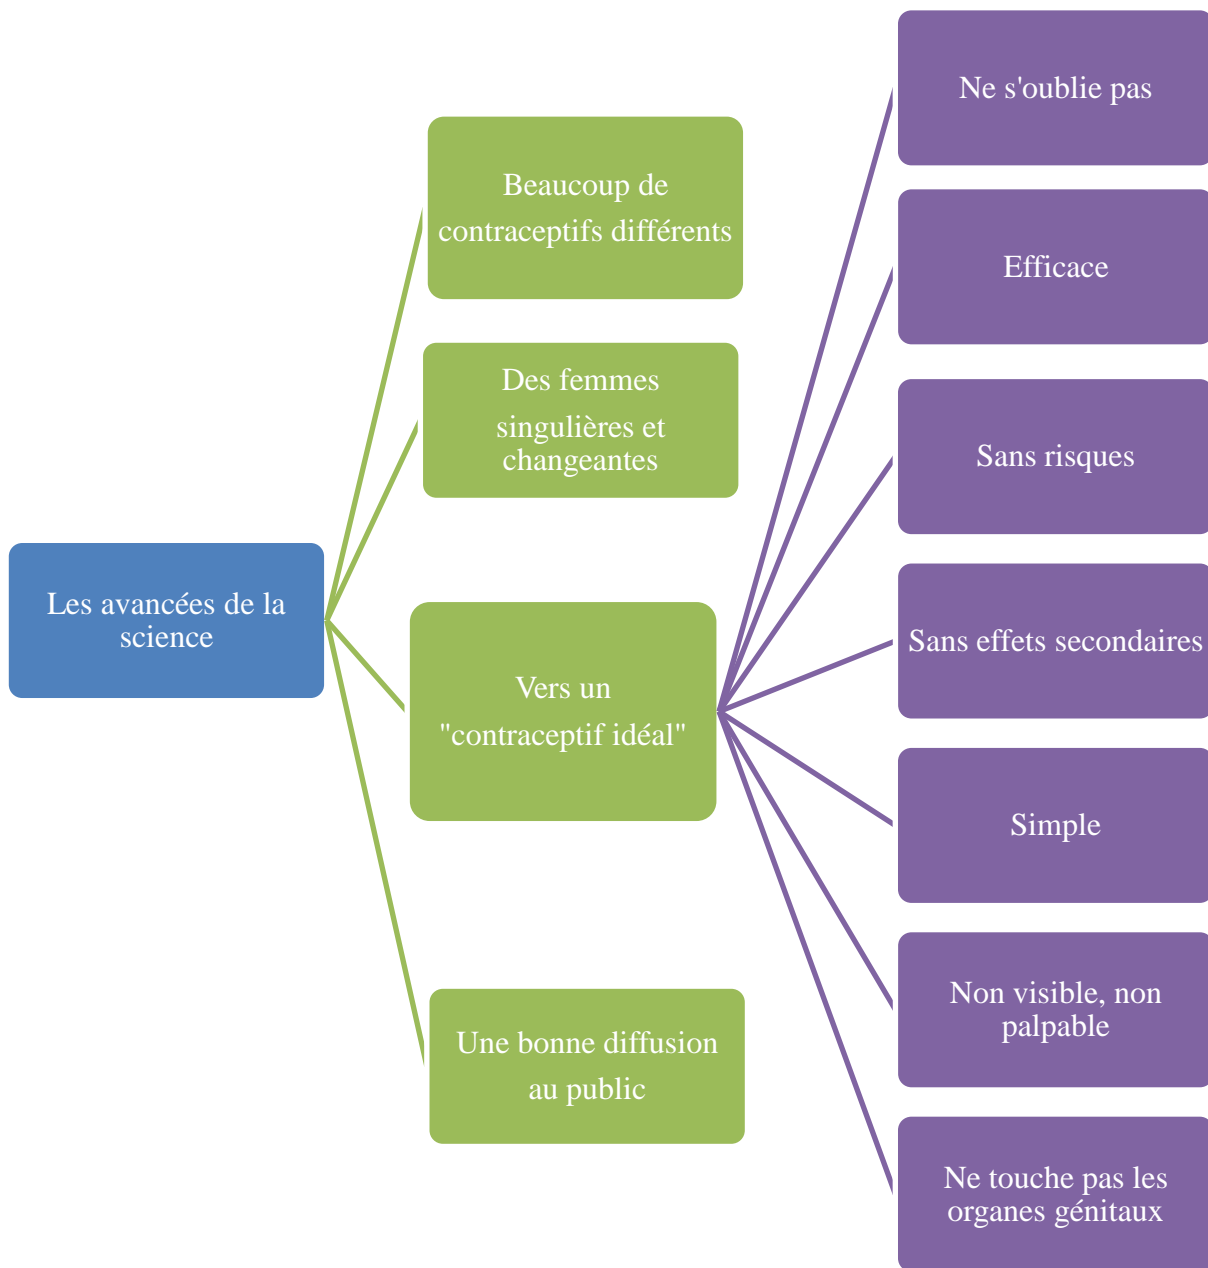 Les avancées de la
science
Beaucoup de
contraceptifs différents
Des femmes
singulières et
changeantes
Vers un
"contraceptif idéal"
Une bonne diffusion
au public
Ne s'oublie pas
Efficace
Sans risques
Sans effets secondaires
Simple
Non visible, non
palpable
Ne touche pas les
organes génitaux